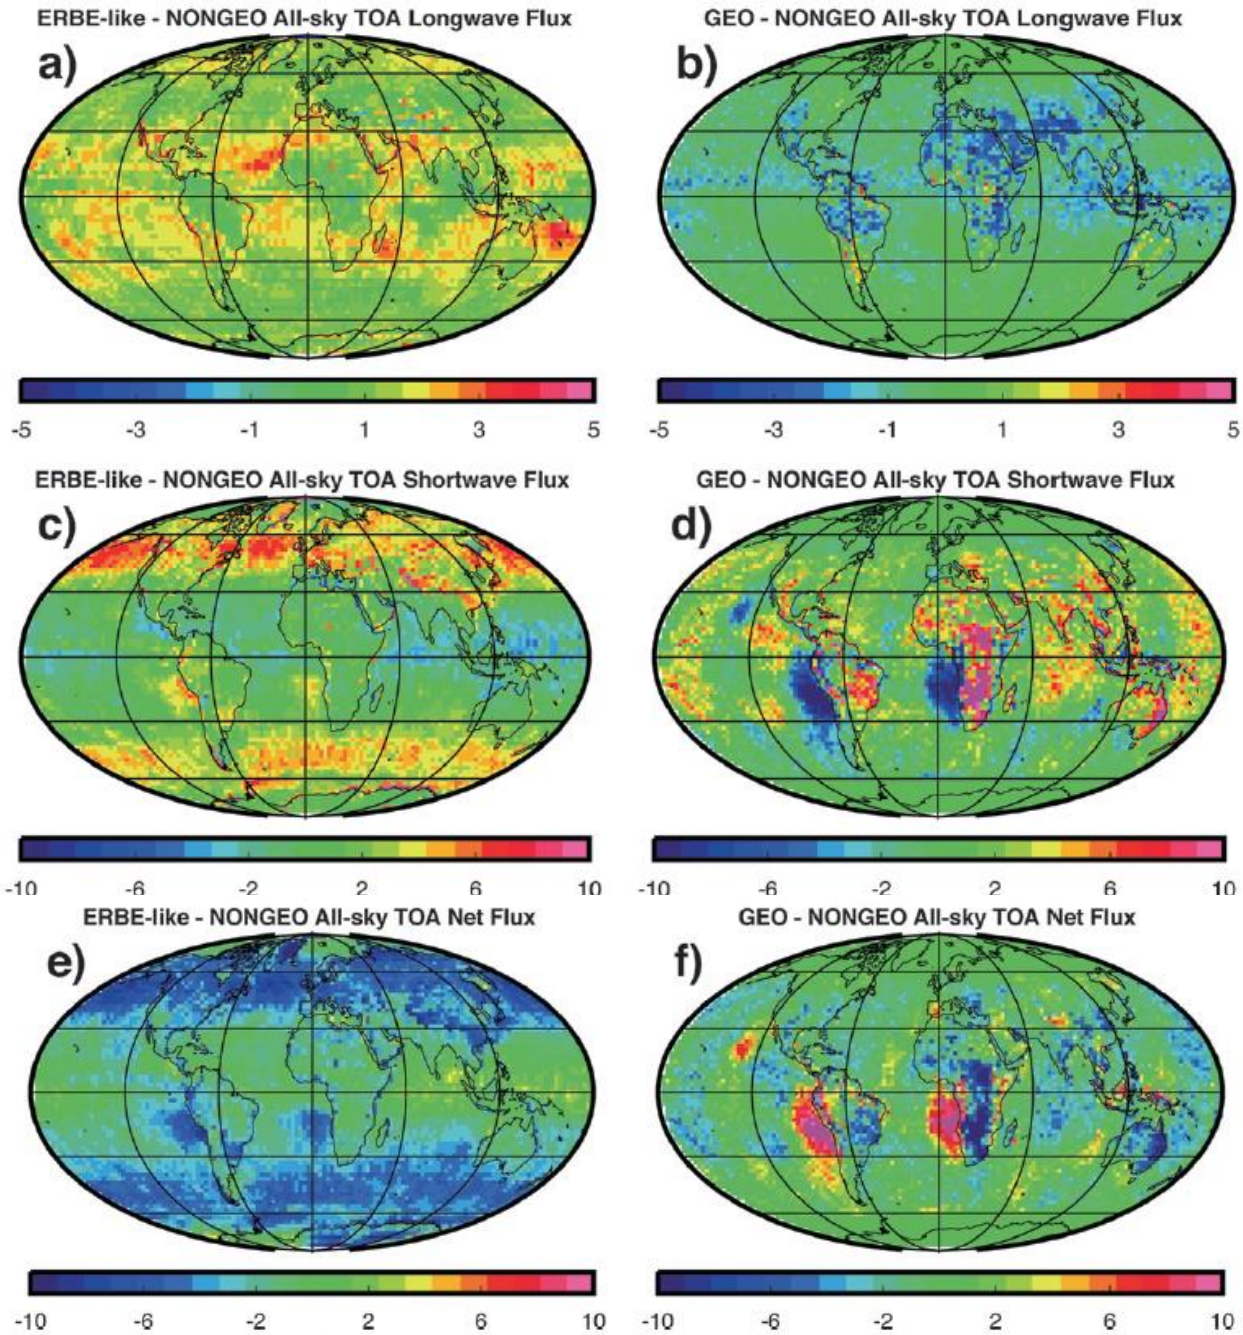 ERBE-like - NONGEO All-sky TOA Longwave Flux
a)
-5 -3 -1 1 3 5
GEO - NONGEO All-sky TOA Longwave Flux
b)
-5 -3 -1 1 3 5
ERBE-like - NONGEO All-sky TOA Shortwave Flux
c)
-10 -6 -2 2 6 10
GEO - NONGEO All-sky TOA Shortwave Flux
d)
-10 -6 -2 2 6 10
ERBE-like - NONGEO All-sky TOA Net Flux
e)
-10 -6 -2 2 6 10
GEO - NONGEO All-sky TOA Net Flux
f)
-10 -6 -2 2 6 10